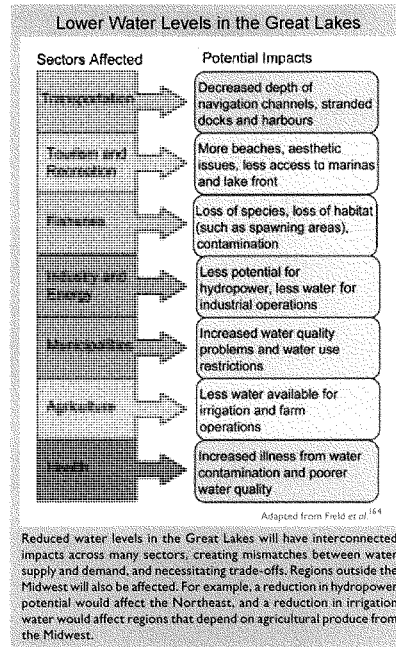 Lower Water Levels in the Great Lakes
Sectors Affected
Potential Impacts
Transportation
Decreased depth of
navigation channels, stranded
docks and harbours
Tourism and
Recreation
More beaches, aesthetic
issues, less access to marinas
and lake front
Fisheries
Loss of species, loss of habitat
(such as spawning areas),
contamination
Industry and
Energy
Less potential for
hydropower, less water for
industrial operations
Municipalities
Increased water quality
problems and water use
restrictions
Agriculture
Less water available for
irrigation and farm
operations
Health
Increased illness from water
contamination and poorer
water quality
Adapted from Field et al.164
Reduced water levels in the Great Lakes will have interconnected
impacts across many sectors, creating mismatches between water
supply and demand, and necessitating trade-offs. Regions outside the
Midwest will also be affected. For example, a reduction in hydropower
potential would affect the Northeast, and a reduction in irrigation
water would affect regions that depend on agricultural produce from
the Midwest.